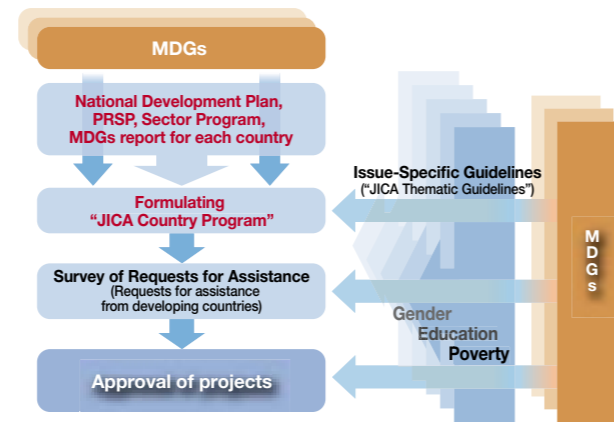 MDGs
National Development Plan,
PRSP, Sector Program,
MDGs report for each country
Formulating
“JICA Country Program”
Survey of Requests for Assistance
(Requests for assistance
from developing countries)
Approval of projects
Issue-Specific Guidelines
(“JICA Thematic Guidelines”)
Gender
Education
Poverty
M
D
G
s